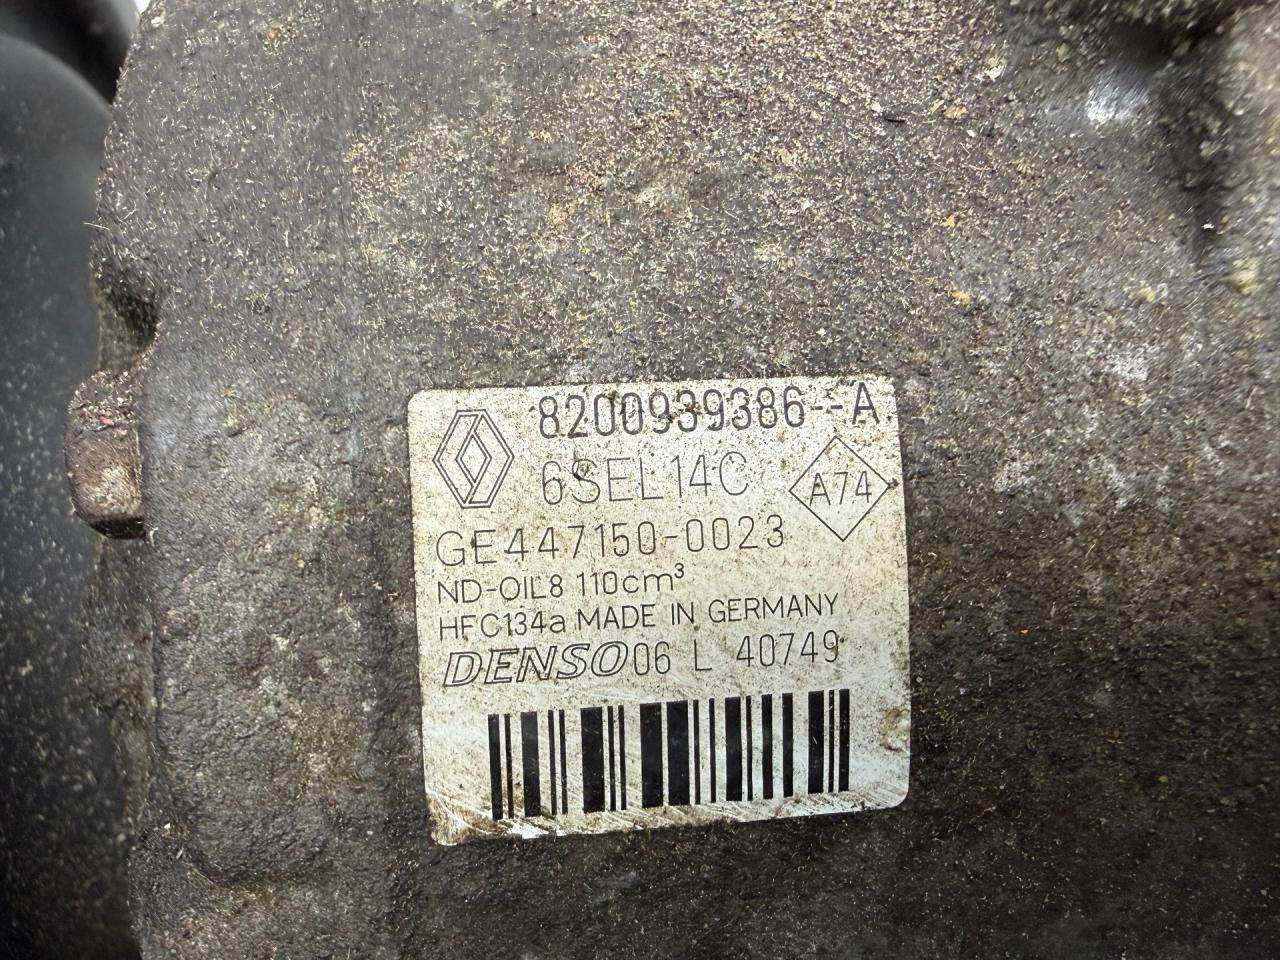 8200939386--A
6SEL14C
A74
GE447150-0023
ND-OIL8 110cm³
HFC134a MADE IN GERMANY
DENSO 06 L 40749